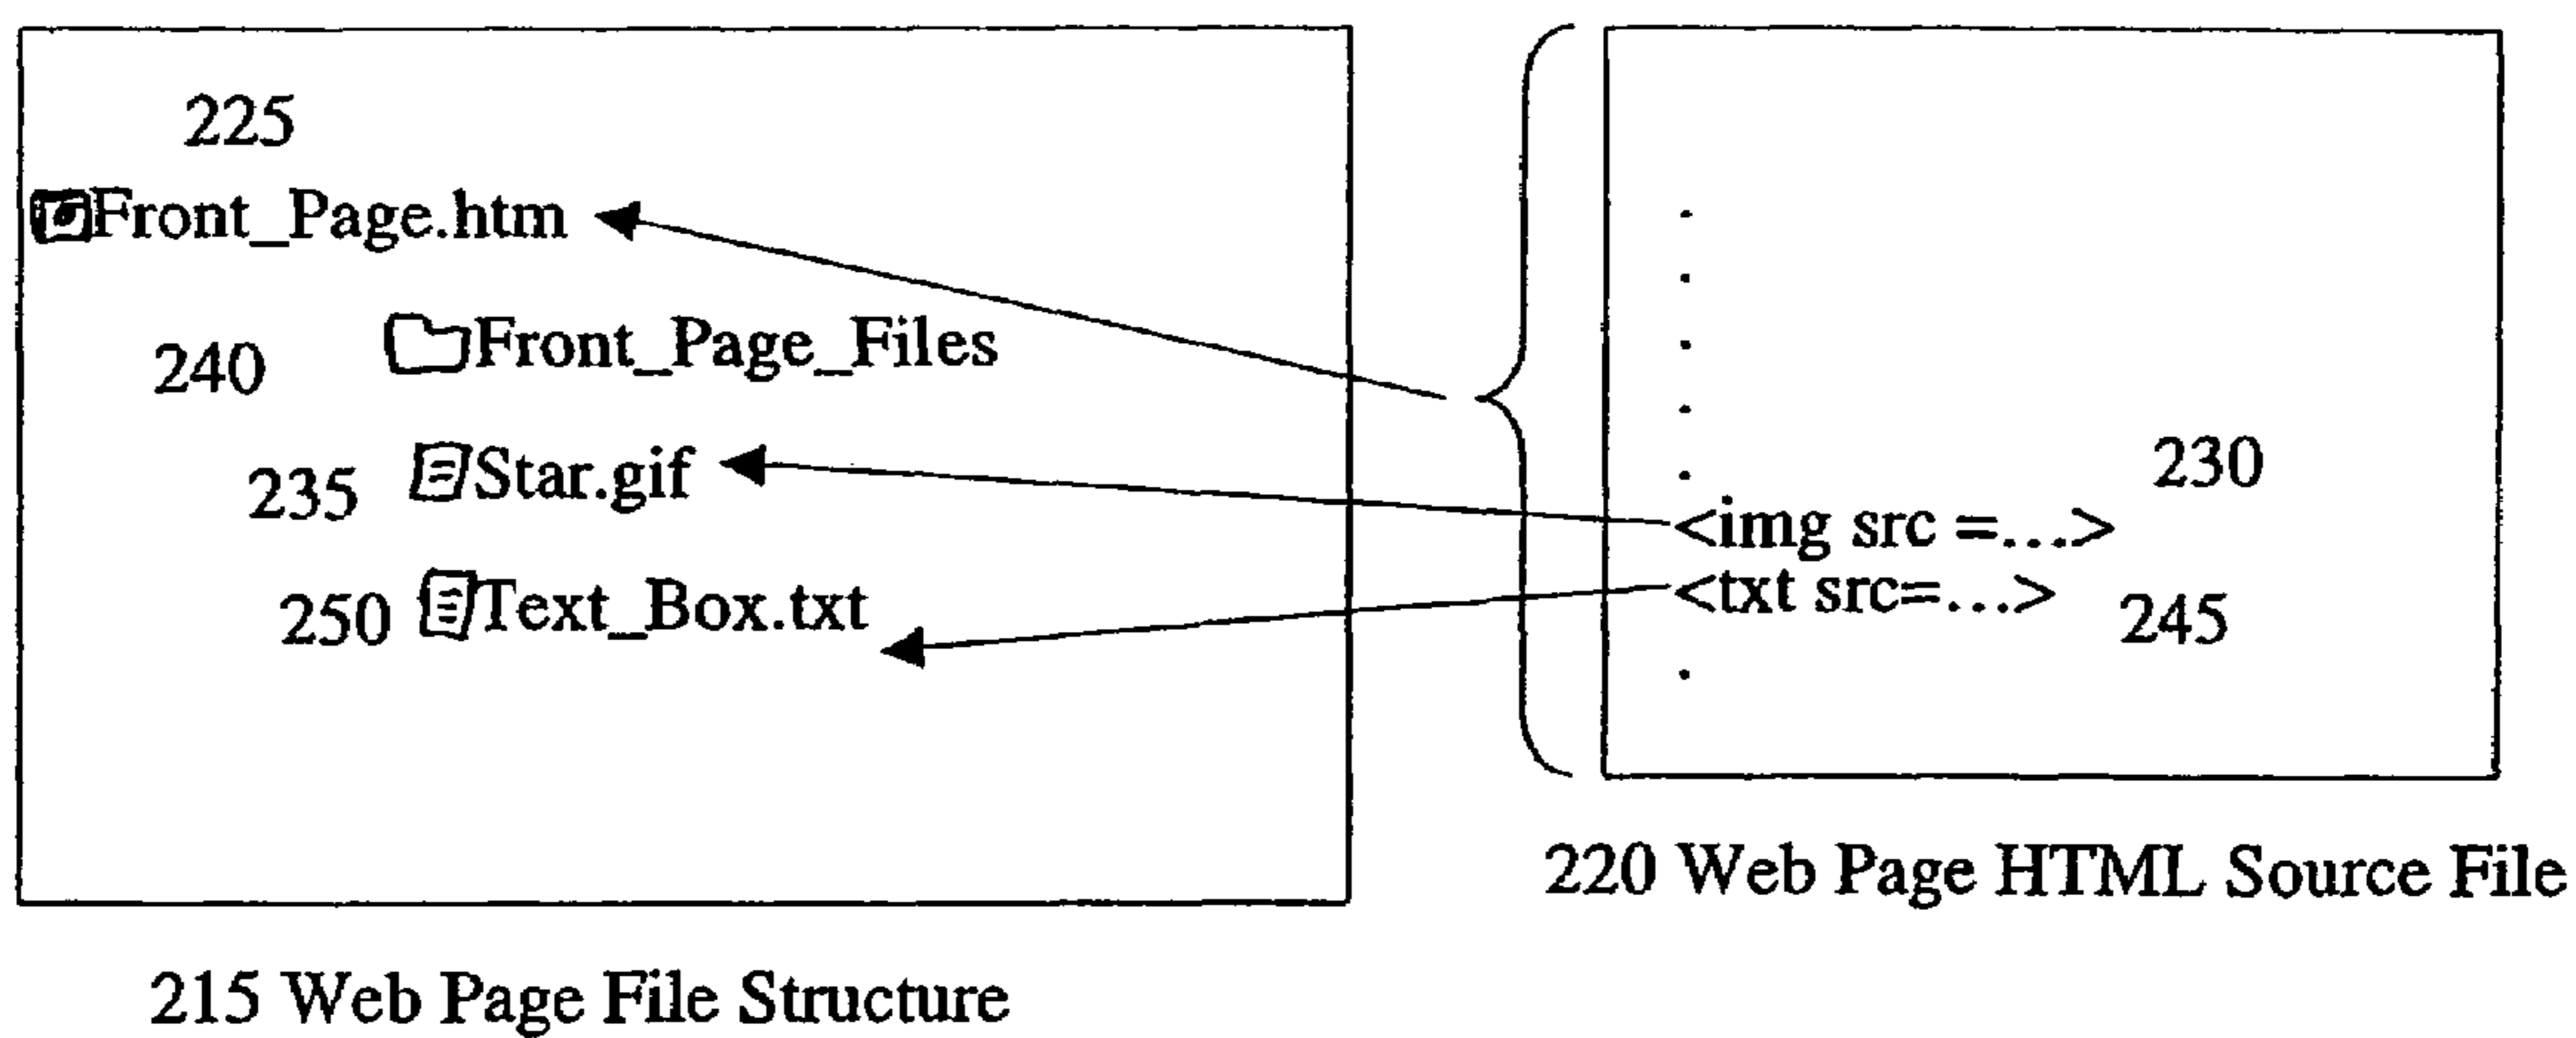 225
Front_Page.htm
240 Front_Page_Files
235 Star.gif
250 Text_Box.txt
215 Web Page File Structure
.
.
.
.
.
230
<img src =...>
<txt src=...> 245
.
220 Web Page HTML Source File